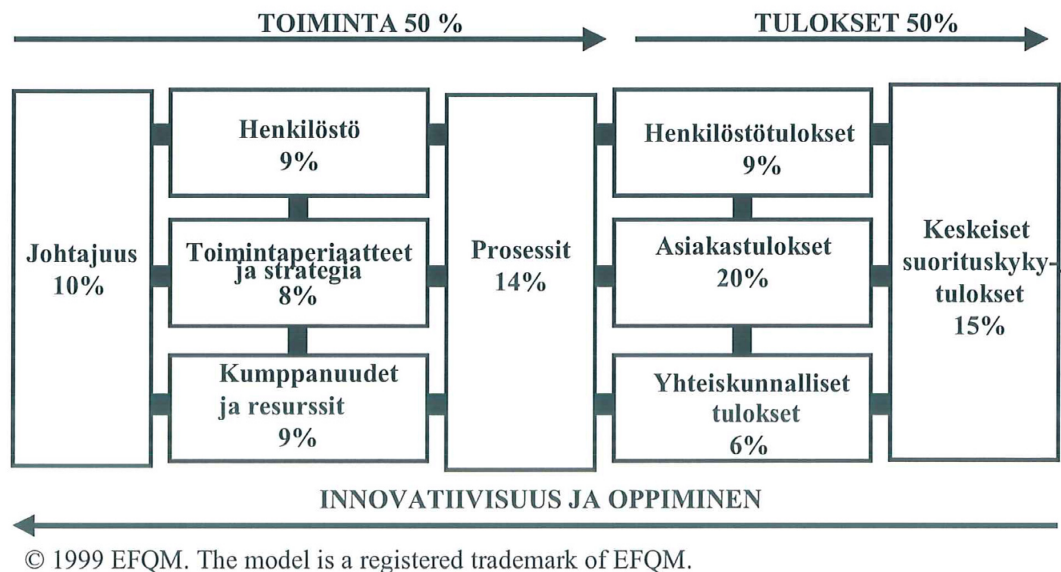 TOIMINTA 50 %
TULOKSET 50%
Johtajuus
10%
Henkilöstö
9%
Toimintaperiaatteet
ja strategia
8%
Kumppanuudet
ja resurssit
9%
Prosessit
14%
Henkilöstötulokset
9%
Asiakastulokset
20%
Yhteiskunnalliset
tulokset
6%
Keskeiset
suorituskyky-
tulokset
15%
INNOVATIIVISUUS JA OPPIMINEN
© 1999 EFQM. The model is a registered trademark of EFQM.